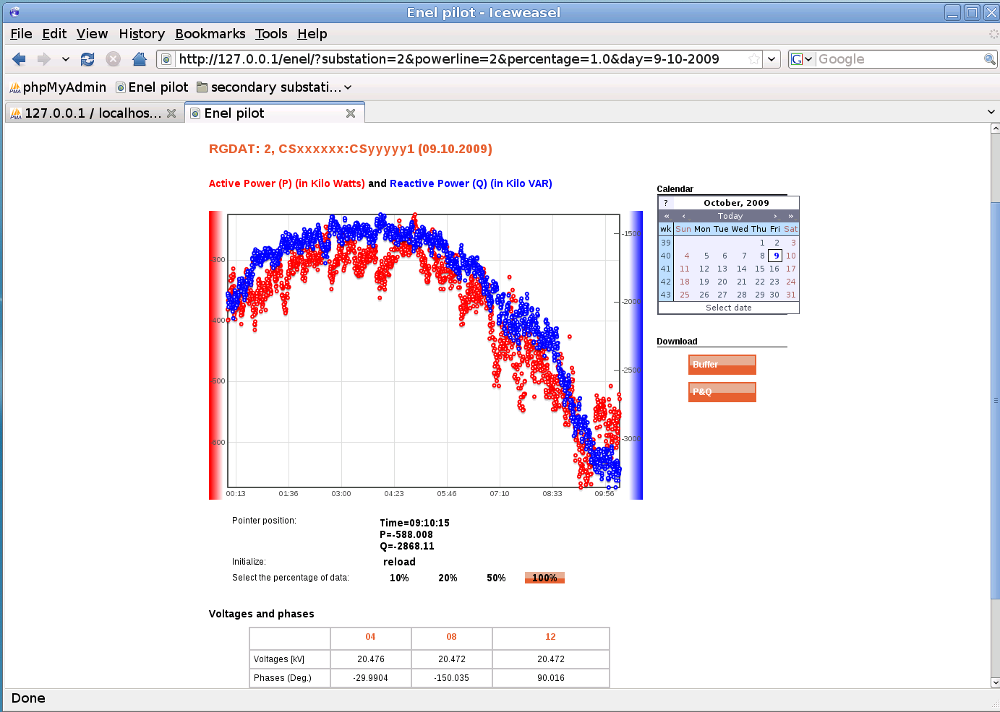 Enel pilot - Iceweasel
File Edit View History Bookmarks Tools Help
http://127.0.0.1/enel/?substation=2&powerline=2&percentage=1.0&day=9-10-2009
G Google
PMA phpMyAdmin Enel pilot secondary substati...
PMA 127.0.0.1 / localhos... Enel pilot
RGDAT: 2, CSxxxxxx:CSyyyyy1 (09.10.2009)
Active Power (P) (in Kilo Watts) and Reactive Power (Q) (in Kilo VAR)
-300
-400
-500
-600
-1500
-2000
-2500
-3000
00:13 01:36 03:00 04:23 05:46 07:10 08:33 09:56
Calendar
? October, 2009
« ‹ Today › »
wk Sun Mon Tue Wed Thu Fri Sat
39 1 2 3
40 4 5 6 7 8 9 10
41 11 12 13 14 15 16 17
42 18 19 20 21 22 23 24
43 25 26 27 28 29 30 31
Select date
Download
Buffer
P&Q
Pointer position: Time=09:10:15
P=-588.008
Q=-2868.11
Initialize: reload
Select the percentage of data: 10% 20% 50% 100%
Voltages and phases
04 08 12
Voltages [kV] 20.476 20.472 20.472
Phases (Deg.) -29.9904 -150.035 90.016
Done